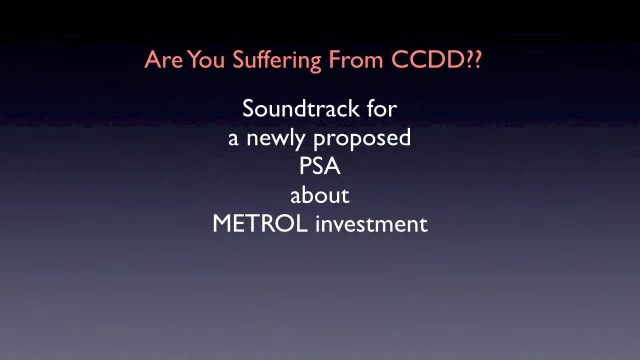 Are You Suffering From CCDD??
Soundtrack for
a newly proposed
PSA
about
METROL investment